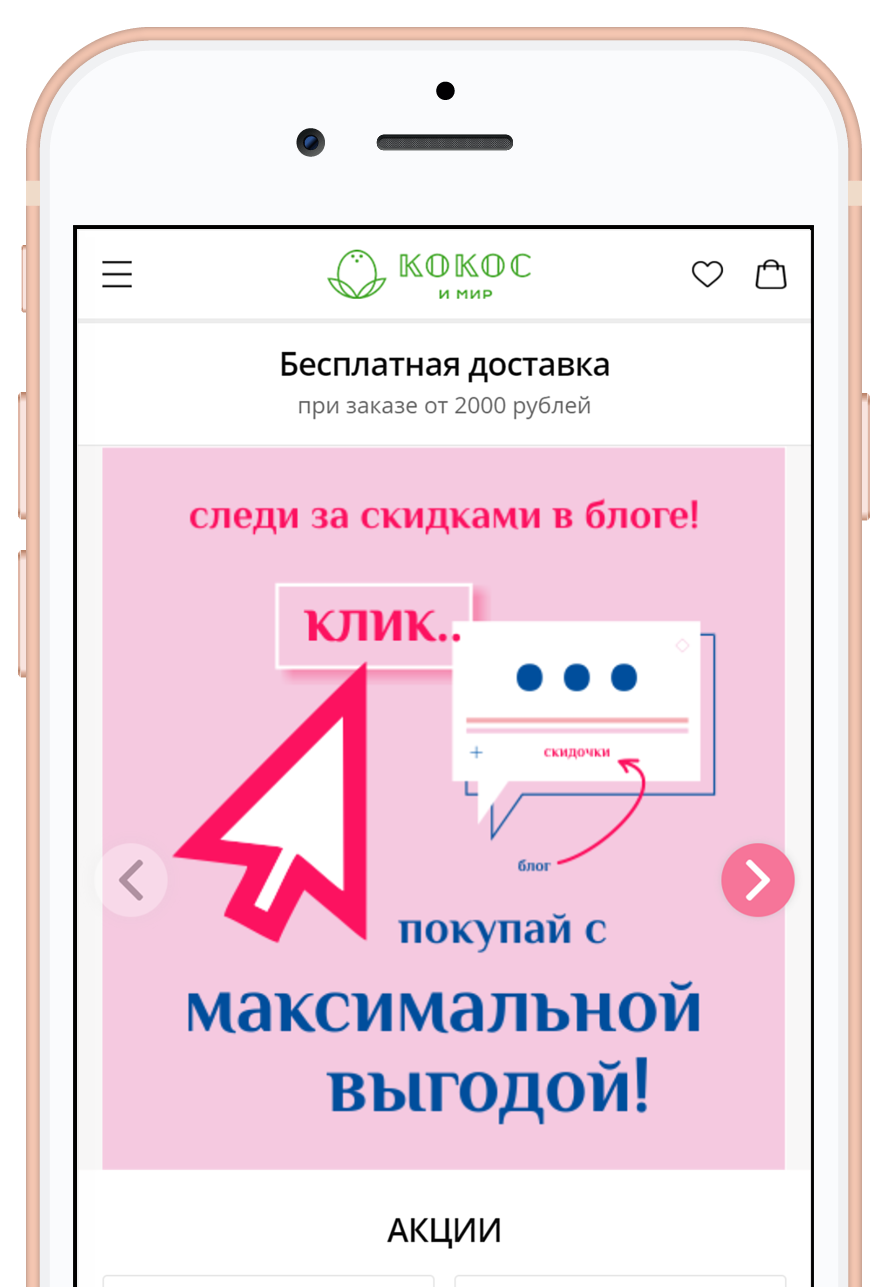 КОКОС
И МИР
Бесплатная доставка
при заказе от 2000 рублей
следи за скидками в блоге!
клик..
скидочки
блог
покупай с
максимальной
выгодой!
АКЦИИ